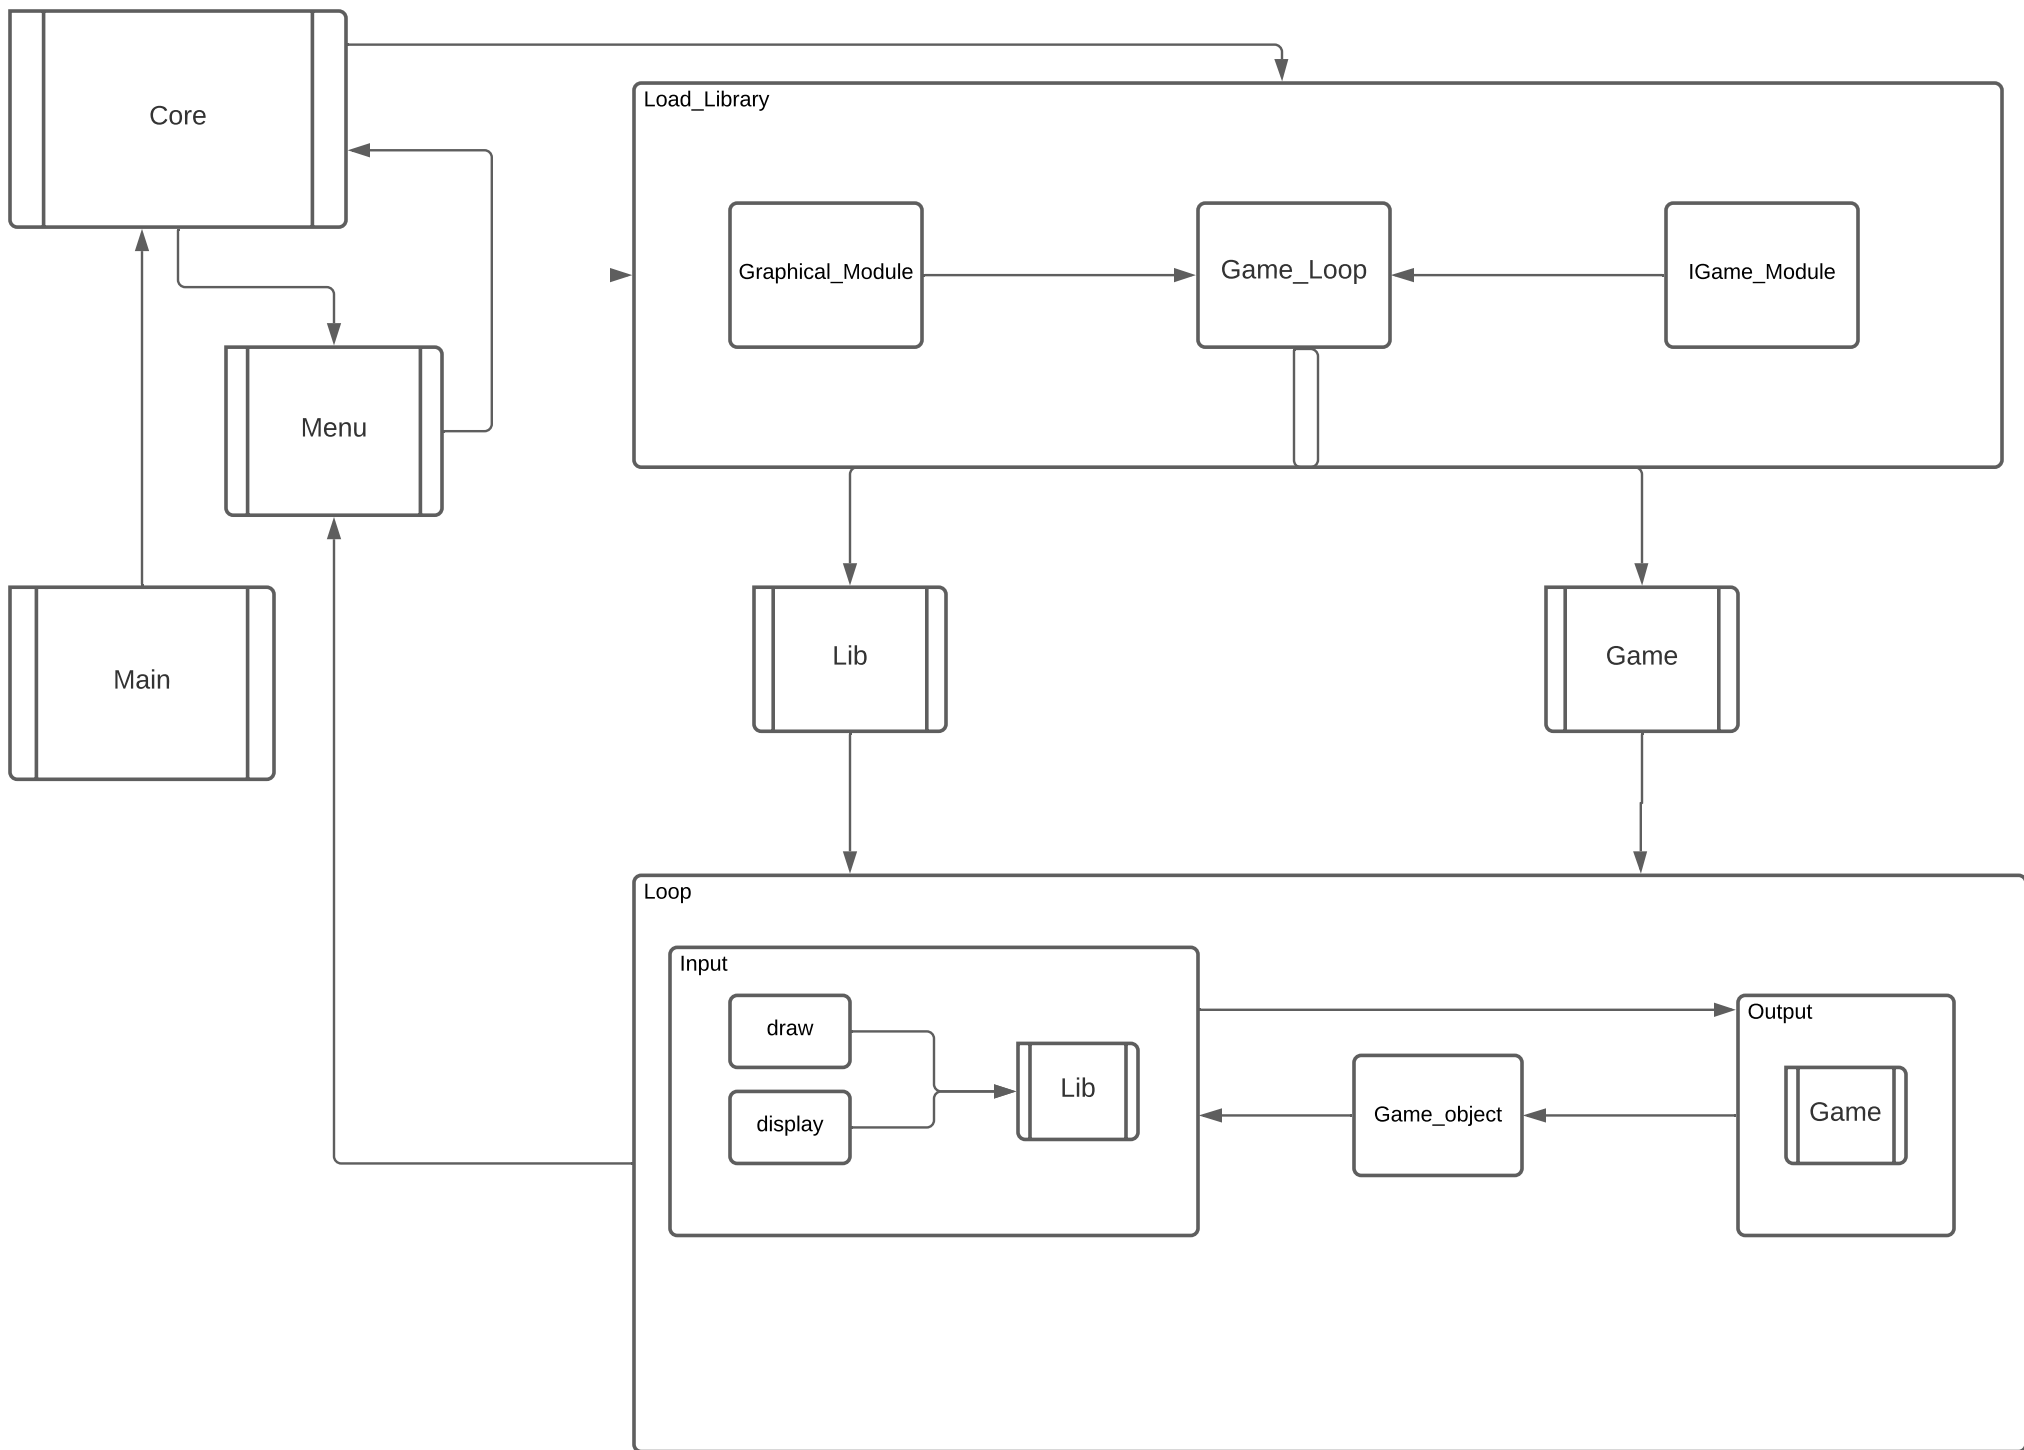 Core
Load_Library
Graphical_Module
Game_Loop
IGame_Module
Menu
Main
Lib
Game
Loop
Input
draw
display
Lib
Game_object
Output
Game